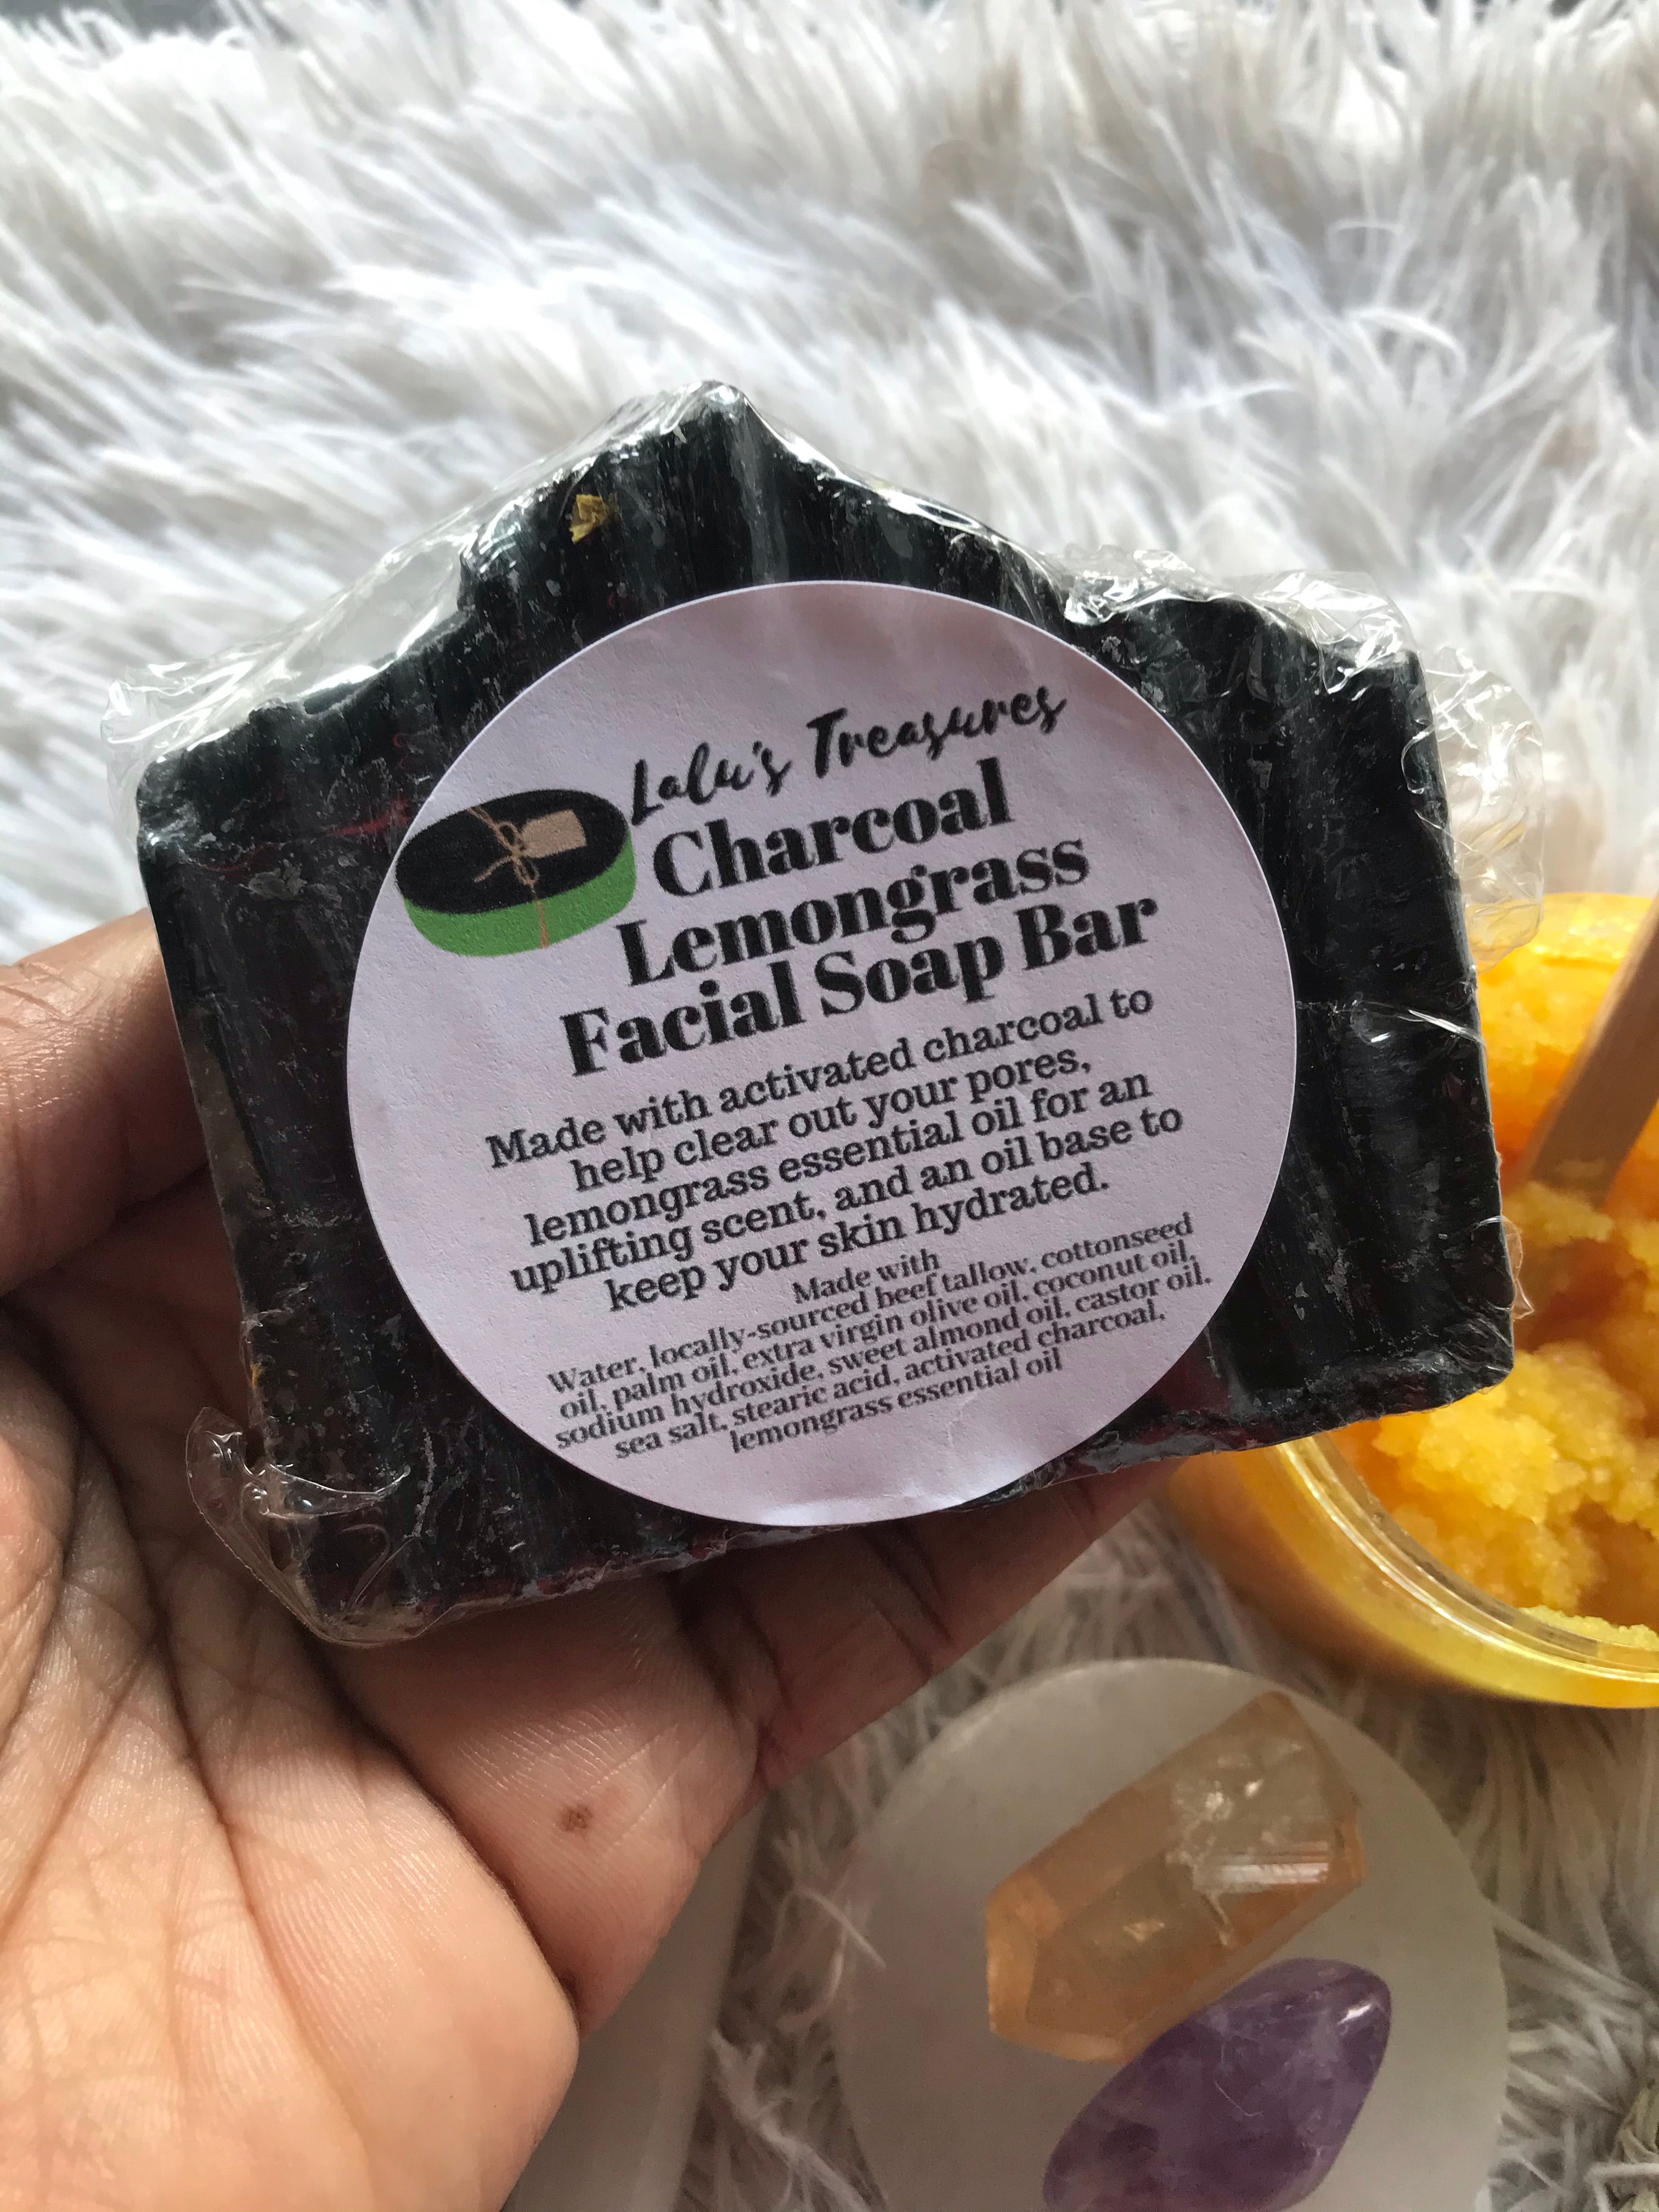 Lalu's Treasures
Charcoal
Lemongrass
Facial Soap Bar
Made with activated charcoal to
help clear out your pores,
lemongrass essential oil for an
uplifting scent, and an oil base to
keep your skin hydrated.
Made with
Water, locally-sourced beef tallow, cottonseed
oil, palm oil, extra virgin olive oil, coconut oil,
sodium hydroxide, sweet almond oil, castor oil,
sea salt, stearic acid, activated charcoal,
lemongrass essential oil